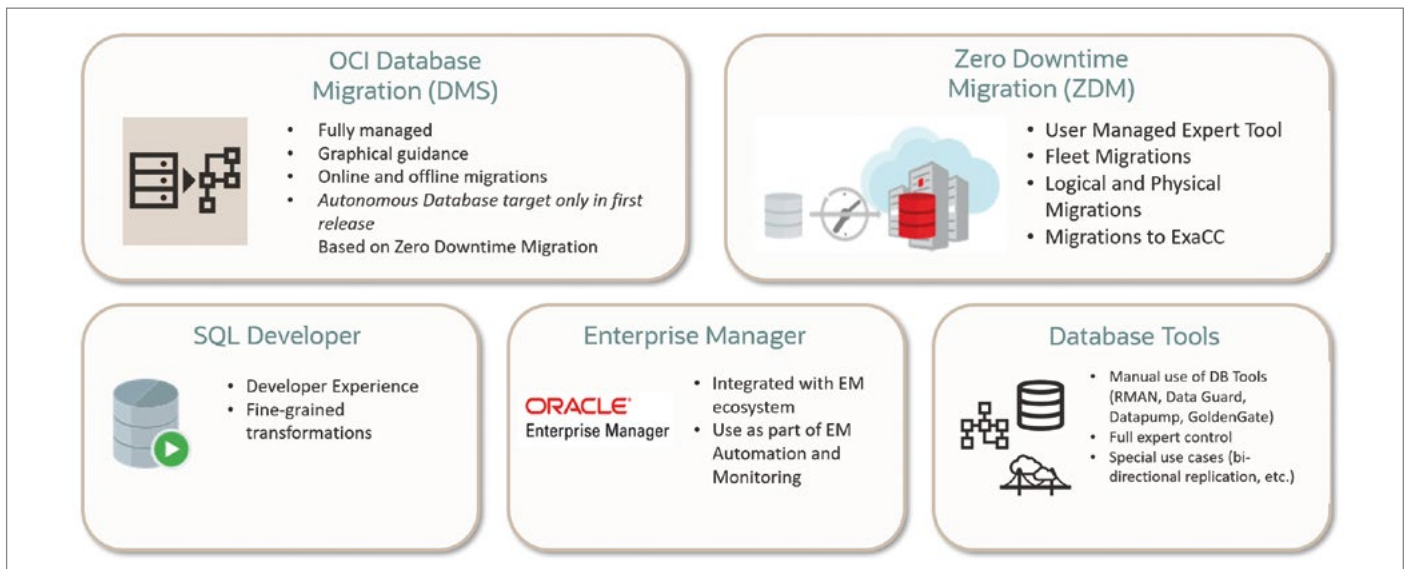 OCI Database
Migration (DMS)
• Fully managed
• Graphical guidance
• Online and offline migrations
• Autonomous Database target only in first
release
Based on Zero Downtime Migration
Zero Downtime
Migration (ZDM)
• User Managed Expert Tool
• Fleet Migrations
• Logical and Physical
Migrations
• Migrations to ExaCC
SQL Developer
• Developer Experience
• Fine-grained
transformations
Enterprise Manager
ORACLE®
Enterprise Manager
• Integrated with EM
ecosystem
• Use as part of EM
Automation and
Monitoring
Database Tools
• Manual use of DB Tools
(RMAN, Data Guard,
Datapump, GoldenGate)
• Full expert control
• Special use cases (bi-
directional replication, etc.)